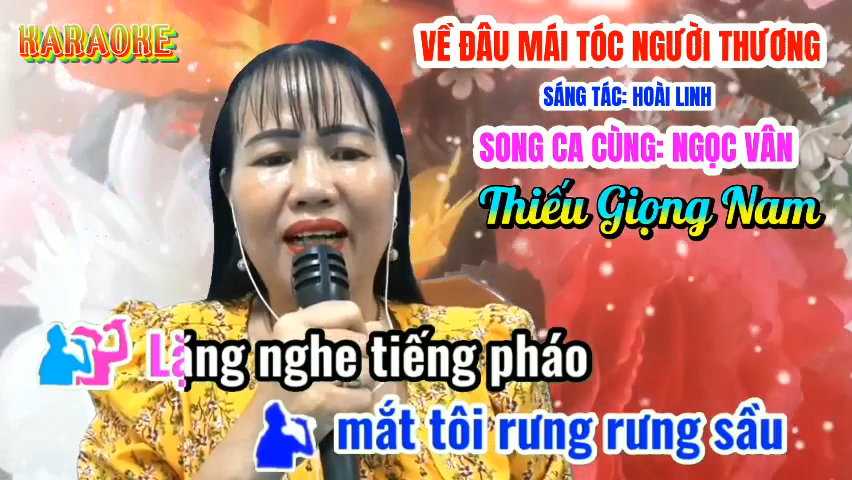 KARAOKE
VỀ ĐÂU MÁI TÓC NGƯỜI THƯƠNG
SÁNG TÁC: HOÀI LINH
SONG CA CÙNG: NGỌC VÂN
Thiếu Giọng Nam
Lặng nghe tiếng pháo
mắt tôi rưng rưng sầu